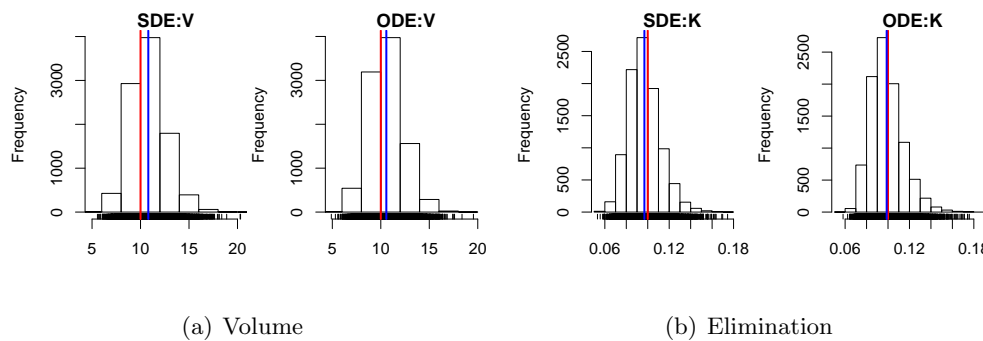 SDE:V
ODE:V
SDE:K
ODE:K
Frequency
0 1000 3000
5 10 15 20
Frequency
0 1000 3000
5 10 15 20
Frequency
0 500 1500 2500
0.06 0.12 0.18
Frequency
0 500 1500 2500
0.06 0.12 0.18
(a) Volume
(b) Elimination